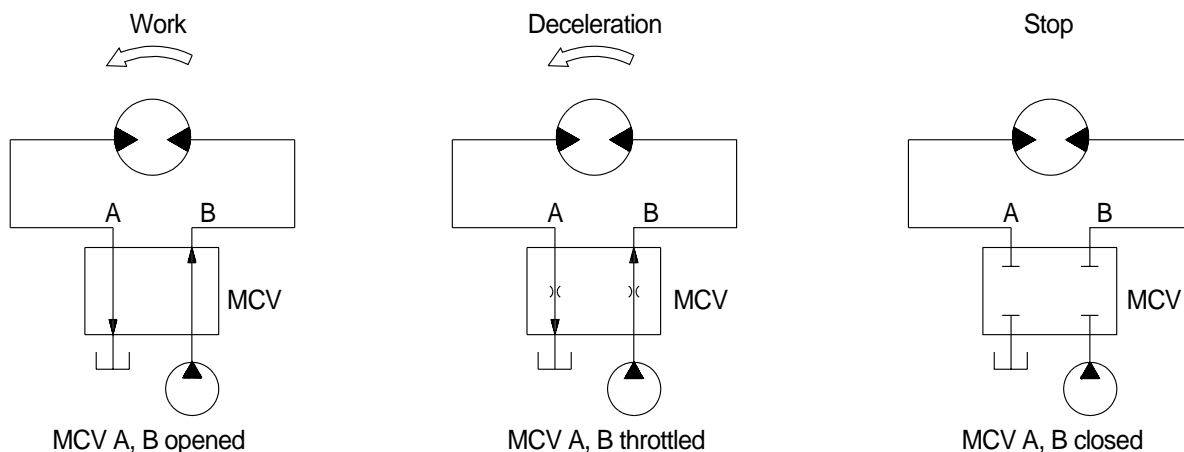 Work
Deceleration
Stop
A
B
MCV
A
B
MCV
A
B
MCV
MCV A, B opened
MCV A, B throttled
MCV A, B closed